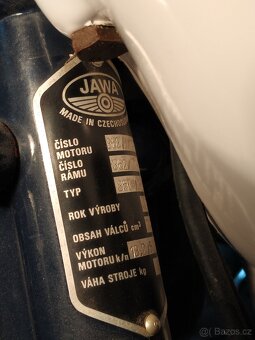 JAWA
MADE IN
ČÍSLO
MOTORU
ČÍSLO
RÁMU
TYP
ROK VÝROBY
OBSAH VÁLCŮ cm³
VÝKON
MOTORU k/n
VÁHA STROJE kg
Bazos.cz